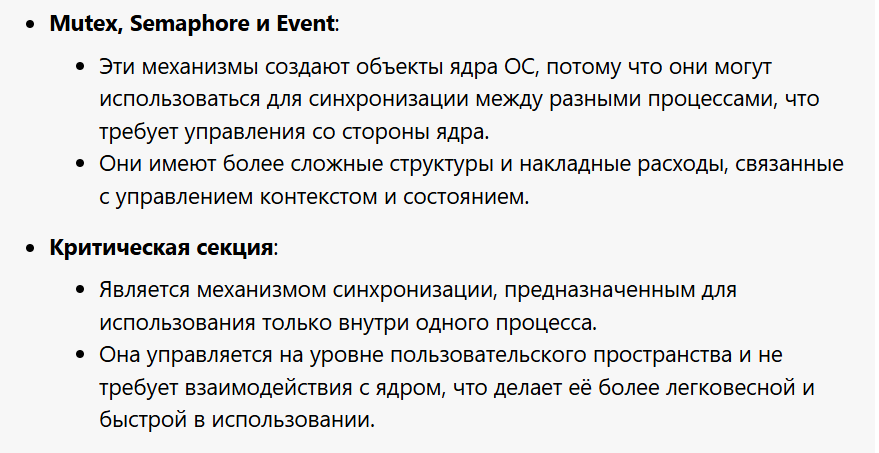 • Mutex, Semaphore и Event:
• Эти механизмы создают объекты ядра ОС, потому что они могут
использоваться для синхронизации между разными процессами, что
требует управления со стороны ядра.
• Они имеют более сложные структуры и накладные расходы, связанные
с управлением контекстом и состоянием.
• Критическая секция:
• Является механизмом синхронизации, предназначенным для
использования только внутри одного процесса.
• Она управляется на уровне пользовательского пространства и не
требует взаимодействия с ядром, что делает её более легковесной и
быстрой в использовании.